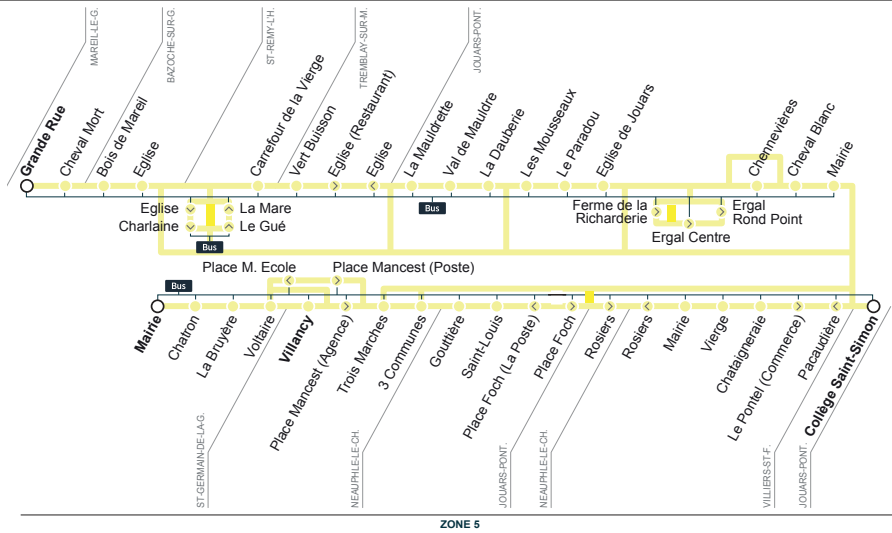 MAREIL-LE-G.
BAZOCHE-SUR-G.
ST-REMY-L'H.
TREMBLAY-SUR-M.
JOUARS-PONT.
Grande Rue
Cheval Mort
Bois de Mareil
Eglise
Carrefour de la Vierge
Vert Buisson
Eglise (Restaurant)
Eglise
La Mauldrette
Val de Mauldre
La Dauberie
Les Mousseaux
Le Paradou
Eglise de Jouars
Chennevières
Cheval Blanc
Mairie
Eglise
La Mare
Charlaine
Le Gué
Bus
Bus
Ferme de la
Richarderie
Ergal
Rond Point
Ergal Centre
Place M. Ecole
Place Mancest (Poste)
Bus
Mairie
Chatron
La Bruyère
Voltaire
Villancy
Place Mancest (Agence)
Trois Marches
3 Communes
Gouttière
Saint-Louis
Place Foch (La Poste)
Place Foch
Rosiers
Rosiers
Mairie
Vierge
Chataigneraie
Le Pontel (Commerce)
Pacaudière
Collège Saint-Simon
ST-GERMAIN-DE-LA-G.
NEAUPHLE-LE-CH.
JOUARS-PONT.
NEAUPHLE-LE-CH.
VILLIERS-ST-F.
JOUARS-PONT.
ZONE 5